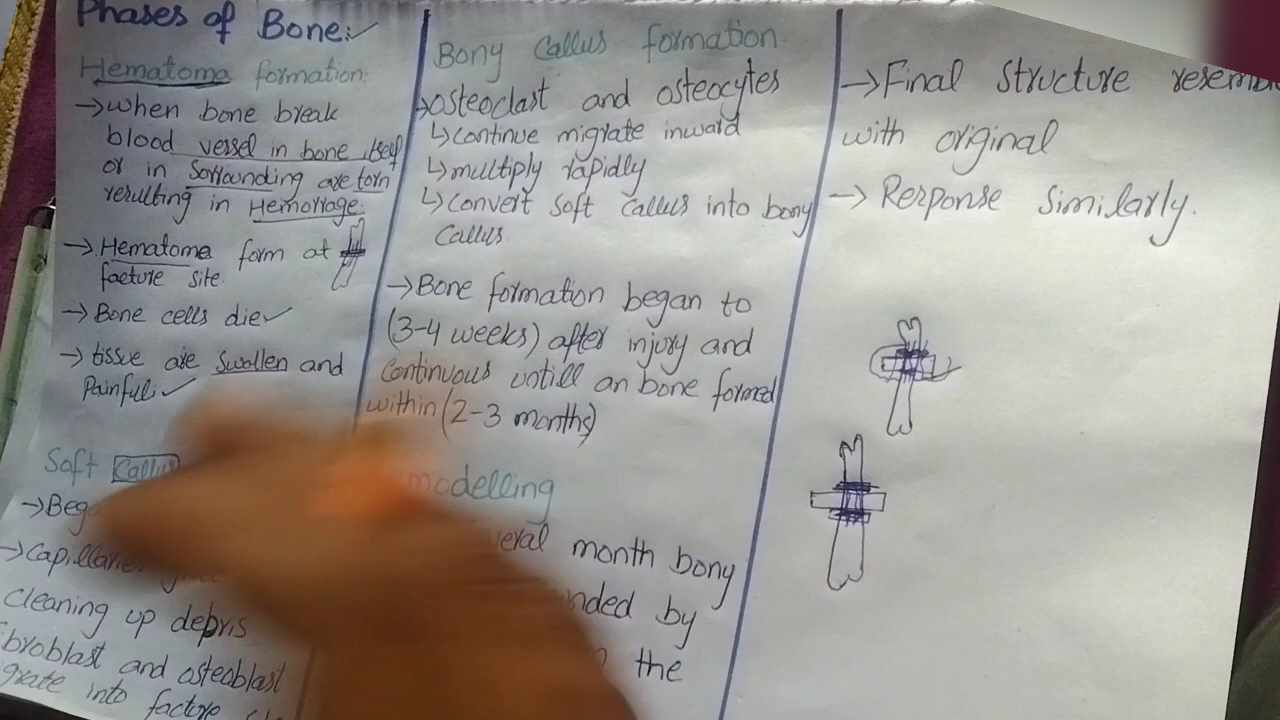 Phases of Bone:
Hematoma formation:
→ when bone break
blood vessel in bone itself
or in Sorrounding are torn
resulting in Hemorrage.
→ Hematoma form at
facture site.
→ Bone cells die
→ tissue are swollen and
Painful:
Soft Callus
→
→
cleaning up debris
and osteoblast
into facture
Bony Callus formation.
→ osteoclast and osteocytes
↳ continue migrate inward
↳ multiply rapidly
↳ convert soft callus into bony
Callus.
→ Bone formation began to
(3-4 weeks) after injury and
Continuous untill an bone formed
within (2-3 months)
month bony
by
the
→ Final structure
with original
→ Response similarly.